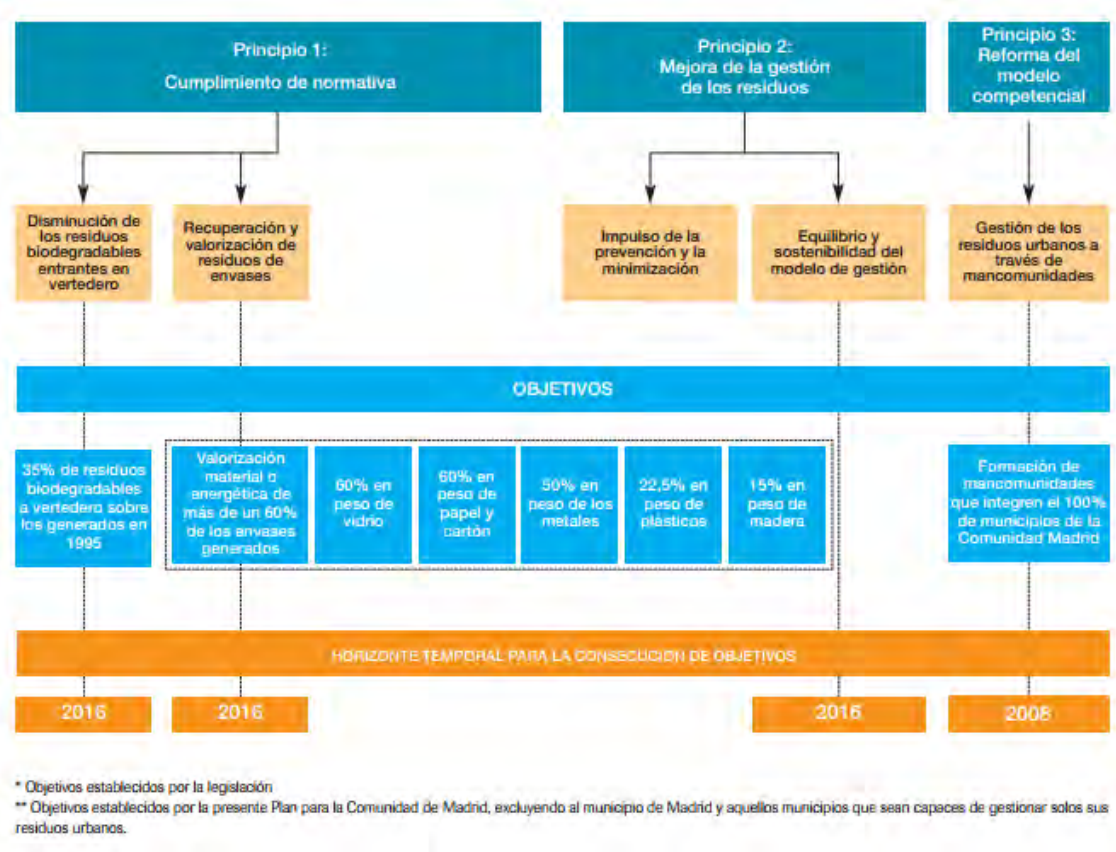 Principio 1:
Cumplimiento de normativa
Principio 2:
Mejora de la gestión
de los residuos
Principio 3:
Reforma del
modelo
competencial
Disminución de
los residuos
biodegradables
entrantes en
vertedero
Recuperación y
valorización de
residuos de
envases
Impulso de la
prevención y la
minimización
Equilibrio y
sostenibilidad del
modelo de gestión
Gestión de los
residuos urbanos a
través de
mancomunidades
OBJETIVOS
35% de residuos
biodegradables
a vertedero sobre
los generados en
1995
Valorización
material o
energética de
más de un 60%
de los envases
generados
60% en
peso de
vidrio
60% en
peso de
papel y
cartón
50% en
peso de los
metales
22,5% en
peso de
plásticos
15% en
peso de
madera
Formación de
mancomunidades
que integren el 100%
de municipios de la
Comunidad Madrid
HORIZONTE TEMPORAL PARA LA CONSECUCIÓN DE OBJETIVOS
2016
2016
2016
2008
* Objetivos establecidos por la legislación
** Objetivos establecidos por la presente Plan para la Comunidad de Madrid, excluyendo al municipio de Madrid y aquellos municipios que sean capaces de gestionar solos sus
residuos urbanos.